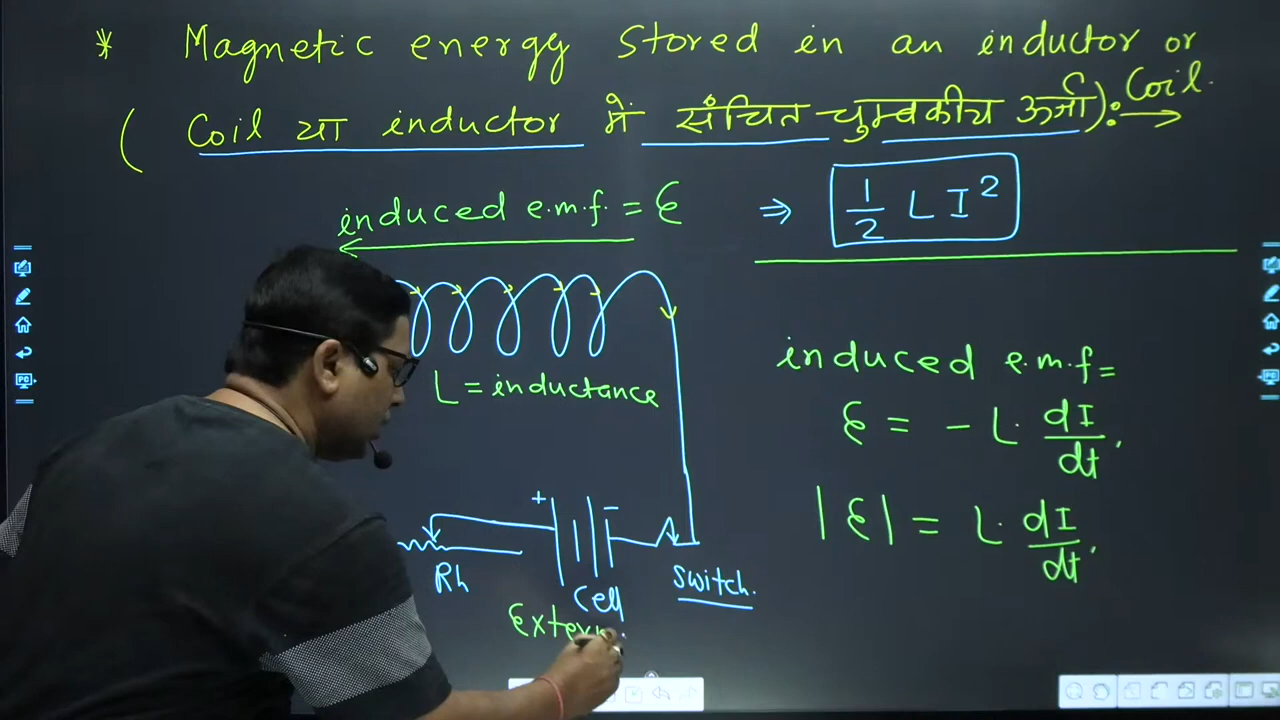 * Magnetic energy stored in an inductor or Coil.
( Coil या inductor में संचित चुम्बकीय ऊर्जा) :→
induced e.m.f. = ε
⇒ 1/2 L I²
L = inductance
induced e.m.f =
ε = - L. dI/dt.
|ε| = L. dI/dt.
+ -
Rh
Cell
Switch.
Extern